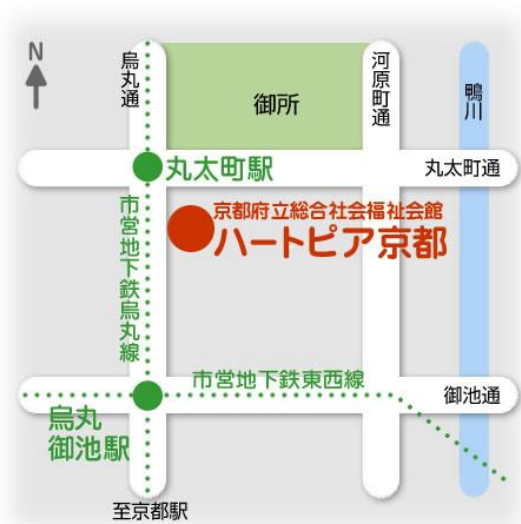 N
烏丸通
御所
河原町通
鴨川
丸太町駅
丸太町通
京都府立総合社会福祉会館
ハートピア京都
市営地下鉄烏丸線
市営地下鉄東西線
御池通
烏丸
御池駅
至京都駅